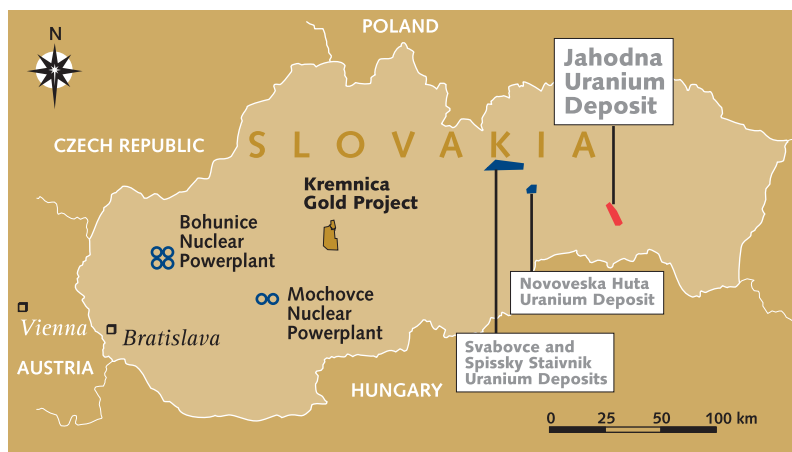 N
POLAND
Jahodna
Uranium
Deposit
CZECH REPUBLIC
SLOVAKIA
Kremnica
Gold Project
Bohunice
Nuclear
Powerplant
Novoveska Huta
Uranium Deposit
Mochovce
Nuclear
Powerplant
Vienna
Bratislava
Svabovce and
Spissky Staivnik
Uranium Deposits
AUSTRIA
HUNGARY
0 25 50 100 km